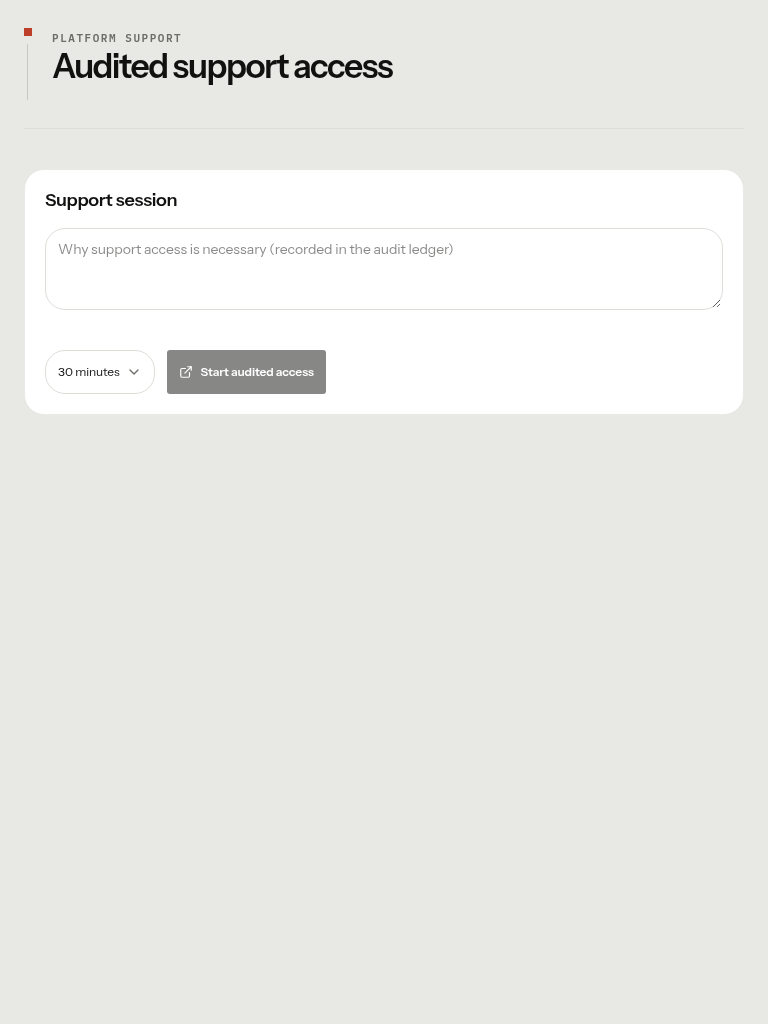 PLATFORM SUPPORT
Audited support access
Support session
Why support access is necessary (recorded in the audit ledger)
30 minutes
Start audited access